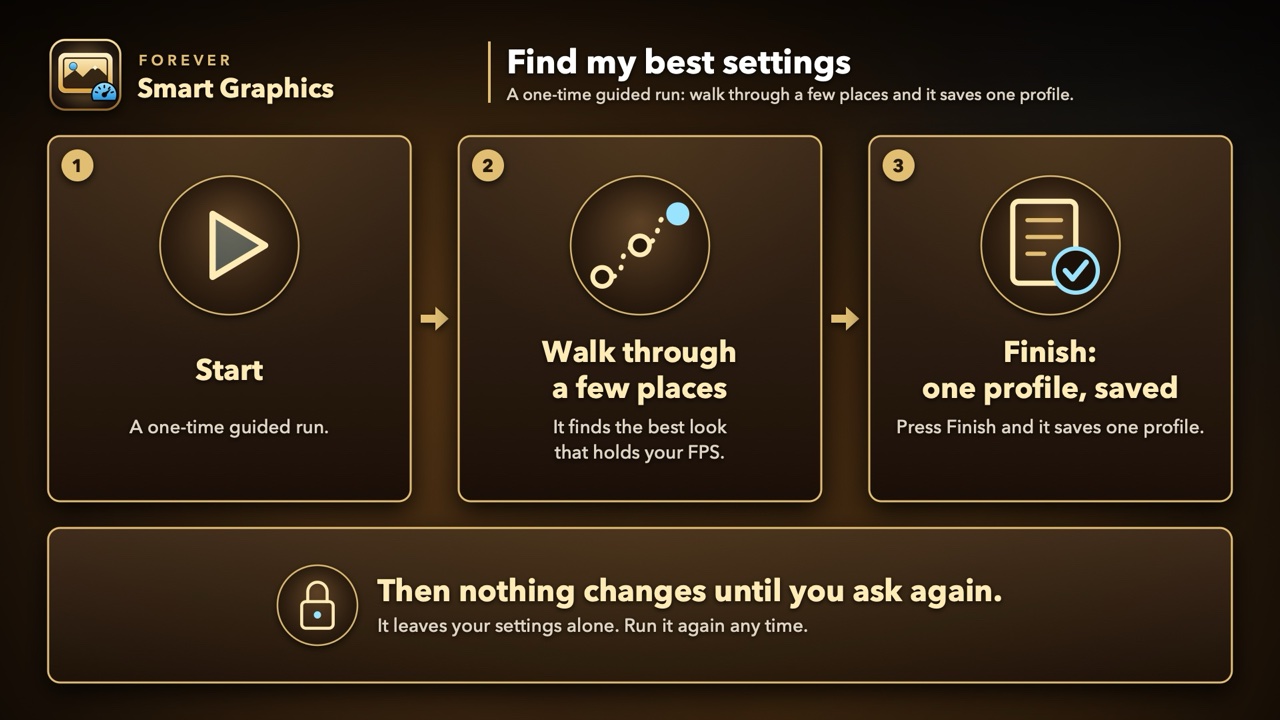 FOREVER
Smart Graphics
Find my best settings
A one-time guided run: walk through a few places and it saves one profile.
1
Start
A one-time guided run.
2
Walk through
a few places
It finds the best look
that holds your FPS.
3
Finish:
one profile, saved
Press Finish and it saves one profile.
Then nothing changes until you ask again.
It leaves your settings alone. Run it again any time.